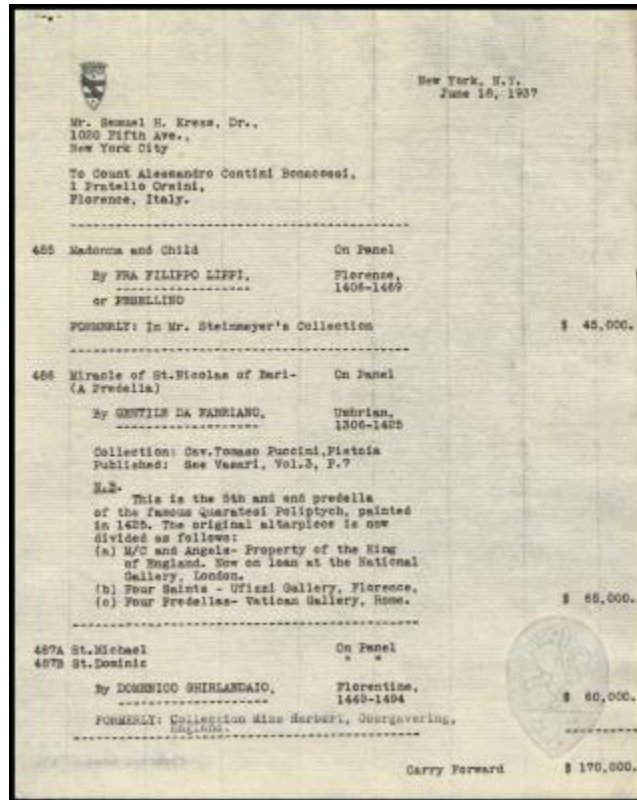 New York, N.Y.
June 18, 1937
Mr. Samuel H. Kress, Dr.,
1020 Fifth Ave.,
New York City
To Count Alessandro Contini Bonacossi,
1 Fratello Orsini,
Florence, Italy.
485 Madonna and Child On Panel
By FRA FILIPPO LIPPI, Florence,
1406-1469
or PESELLINO
FORMERLY: In Mr. Steinmeyer's Collection $ 45,000.
486 Miracle of St.Nicolas of Bari- On Panel
(A Predella)
By GENTILE DA FABRIANO, Umbrian,
1306-1425
Collection: Cav.Tomaso Puccini,Pistoia
Published: See Vasari, Vol.3, P.7
N.B.
This is the 5th and end predella
of the famous Quaratesi Poliptych, painted
in 1425. The original altarpiece is now
divided as follows:
(a) M/C and Angels- Property of the King
of England. Now on loan at the National
Gallery, London.
(b) Four Saints - Ufizzi Gallery, Florence,
(c) Four Predellas- Vatican Gallery, Rome. $ 65,000.
487A St.Michael On Panel
487B St.Dominic " "
By DOMENICO GHIRLANDAIO, Florentine,
1449-1494 $ 60,000.
FORMERLY: Collection Miss Herbert,
England.
Carry Forward $ 170,000.